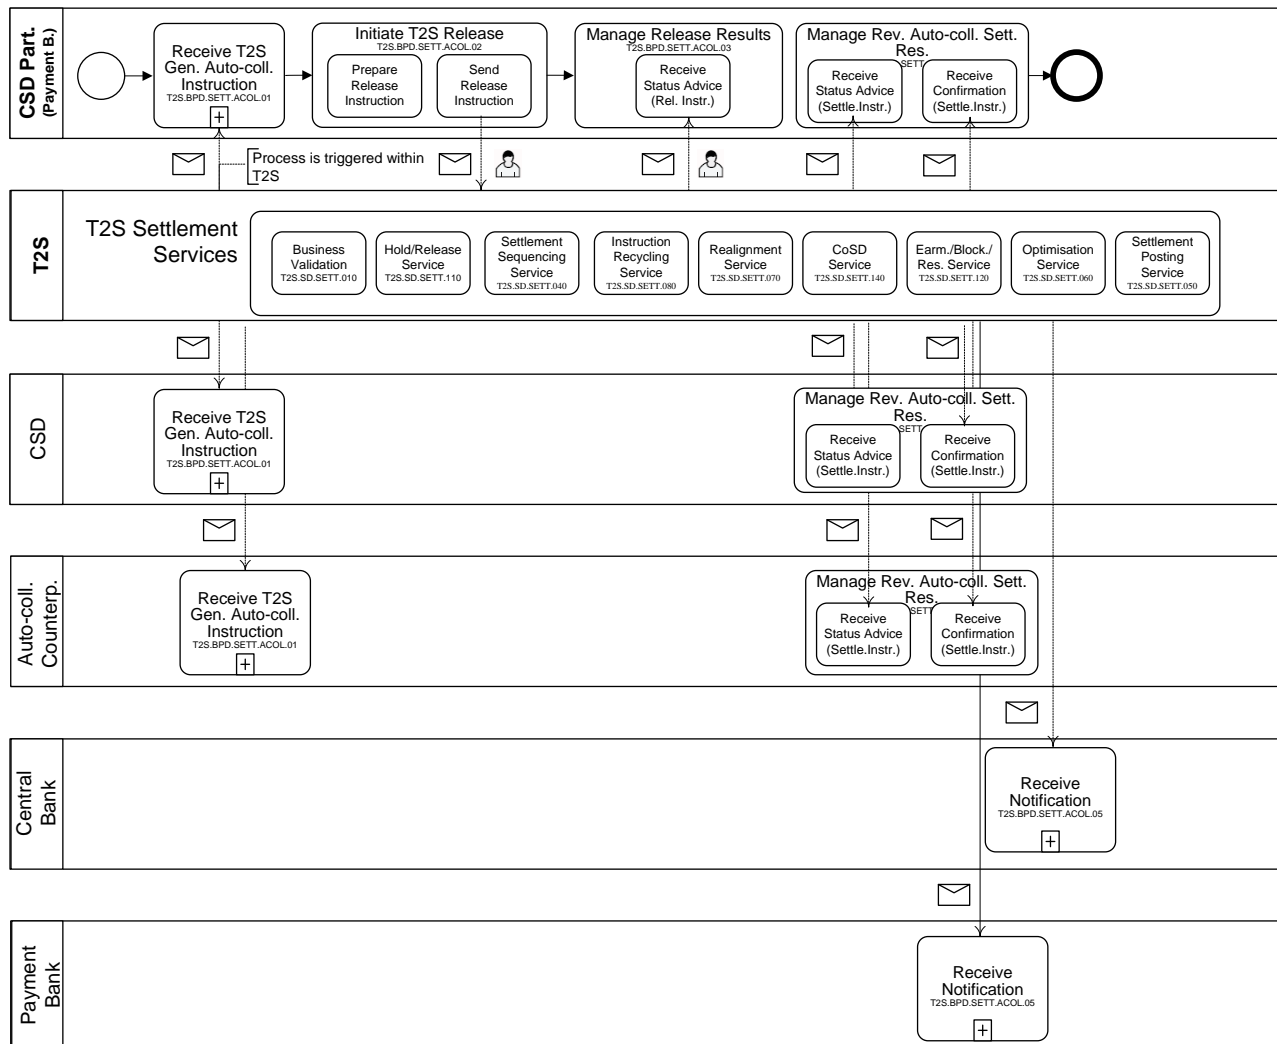 CSD Part.
(Payment B.)
Receive T2S
Gen. Auto-coll.
Instruction
T2S.BPD.SETT.ACOL.01
Initiate T2S Release
T2S.BPD.SETT.ACOL.02
Prepare
Release
Instruction
Send
Release
Instruction
Manage Release Results
T2S.BPD.SETT.ACOL.03
Receive
Status Advice
(Rel. Instr.)
Manage Rev. Auto-coll. Sett.
Res.
SETT
Receive
Status Advice
(Settle.Instr.)
Receive
Confirmation
(Settle.Instr.)
Process is triggered within
T2S
T2S
T2S Settlement
Services
Business
Validation
T2S.SD.SETT.010
Hold/Release
Service
T2S.SD.SETT.110
Settlement
Sequencing
Service
T2S.SD.SETT.040
Instruction
Recycling
Service
T2S.SD.SETT.080
Realignment
Service
T2S.SD.SETT.070
CoSD
Service
T2S.SD.SETT.140
Earm./Block./
Res. Service
T2S.SD.SETT.120
Optimisation
Service
T2S.SD.SETT.060
Settlement
Posting
Service
T2S.SD.SETT.050
CSD
Receive T2S
Gen. Auto-coll.
Instruction
T2S.BPD.SETT.ACOL.01
Manage Rev. Auto-coll. Sett.
Res.
SETT
Receive
Status Advice
(Settle.Instr.)
Receive
Confirmation
(Settle.Instr.)
Auto-coll.
Counterp.
Receive T2S
Gen. Auto-coll.
Instruction
T2S.BPD.SETT.ACOL.01
Manage Rev. Auto-coll. Sett.
Res.
SETT
Receive
Status Advice
(Settle.Instr.)
Receive
Confirmation
(Settle.Instr.)
Central
Bank
Receive
Notification
T2S.BPD.SETT.ACOL.05
Payment
Bank
Receive
Notification
T2S.BPD.SETT.ACOL.05